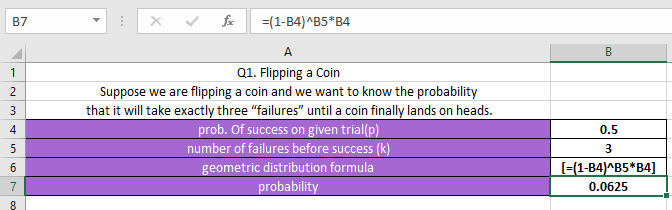 B7 fx =(1-B4)^B5*B4
A B
1 Q1. Flipping a Coin
2 Suppose we are flipping a coin and we want to know the probability
3 that it will take exactly three “failures” until a coin finally lands on heads.
4 prob. Of success on given trial(p) 0.5
5 number of failures before success (k) 3
6 geometric distribution formula [=(1-B4)^B5*B4]
7 probability 0.0625
8